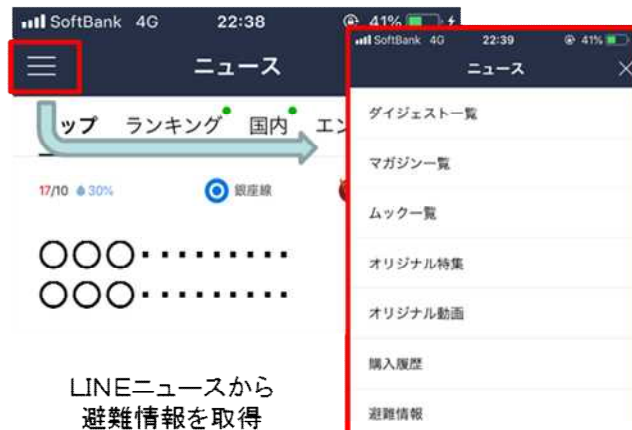 SoftBank 4G 22:38 41%
ニュース
ップ ランキング 国内 エン
17/10 30% 銀座線
○○○・・・・・・・・・
○○○・・・・・・・・・
LINEニュースから
避難情報を取得
SoftBank 4G 22:39 41%
ニュース
ダイジェスト一覧
マガジン一覧
ムック一覧
オリジナル特集
オリジナル動画
購入履歴
避難情報